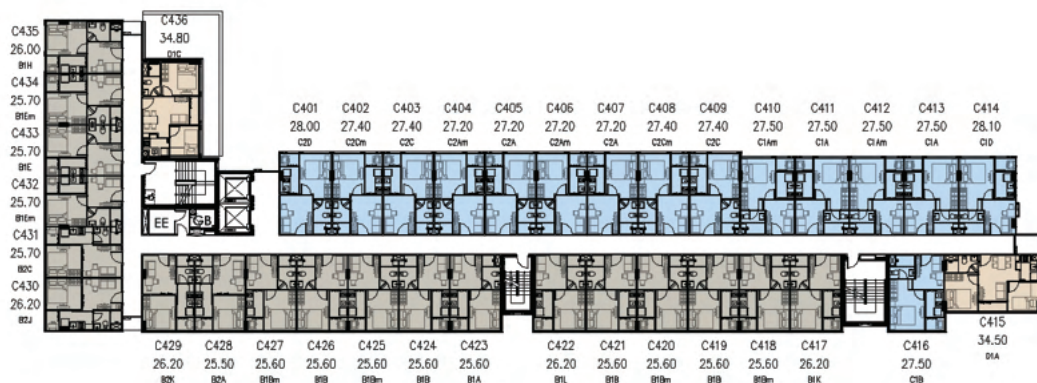 C435
26.00
B1H
C434
25.70
B1Em
C433
25.70
B1E
C432
25.70
B1Em
C431
25.70
B2C
C430
26.20
B2J
C436
34.80
D1C
EE
GB
C401 C402 C403 C404 C405 C406 C407 C408 C409 C410 C411 C412 C413 C414
28.00 27.40 27.40 27.20 27.20 27.20 27.20 27.40 27.40 27.50 27.50 27.50 27.50 28.10
C2D C2Cm C2C C2Am C2A C2Am C2A C2Cm C2C C1Am C1A C1Am C1A C1D
C429 C428 C427 C426 C425 C424 C423 C422 C421 C420 C419 C418 C417 C416
26.20 25.50 25.60 25.60 25.60 25.60 25.60 26.20 25.60 25.60 25.60 25.60 26.20 27.50
B2K B2A B1Bm B1B B1Bm B1B B1A B1L B1B B1Bm B1B B1Bm B1K C1B
C415
34.50
D1A